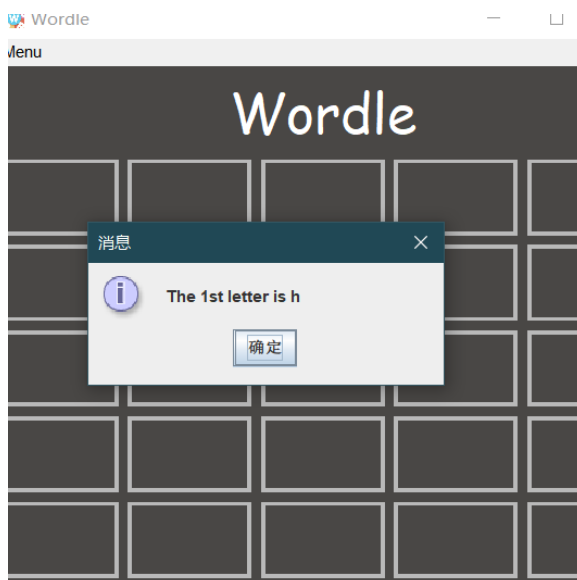 Wordle
Menu
Wordle
消息
The 1st letter is h
确定